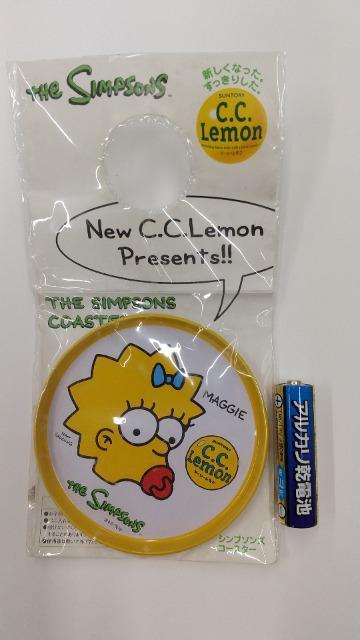 THE SIMPSONS™
新しくなった。
すっきりした。
SUNTORY
C.C.
Lemon
New C.C.Lemon
Presents!!
THE SIMPSONS
COASTER
MAGGIE
SUNTORY
C.C.
Lemon
THE SIMPSONS
シンプソンズ
コースター
アルカリ乾電池